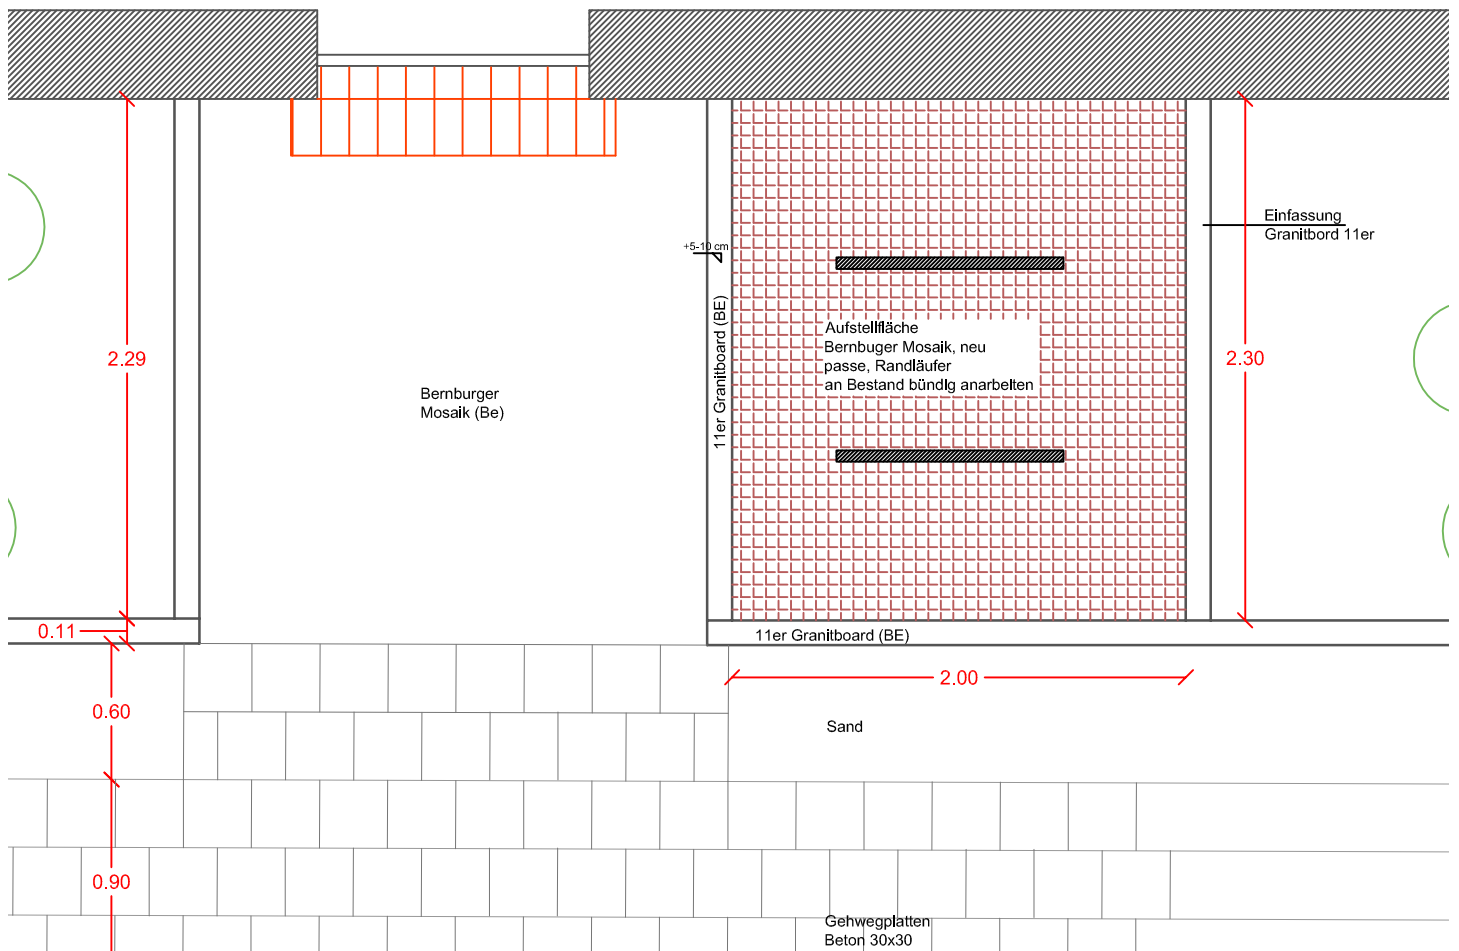 Einfassung
Granitbord 11er
+5-10 cm
11er Granitboard (BE)
Aufstellfläche
Bernbuger Mosaik, neu
passe, Randläufer
an Bestand bündig anarbeiten
2.29
2.30
Bernburger
Mosaik (Be)
0.11
11er Granitboard (BE)
2.00
0.60
Sand
0.90
Gehwegplatten
Beton 30x30